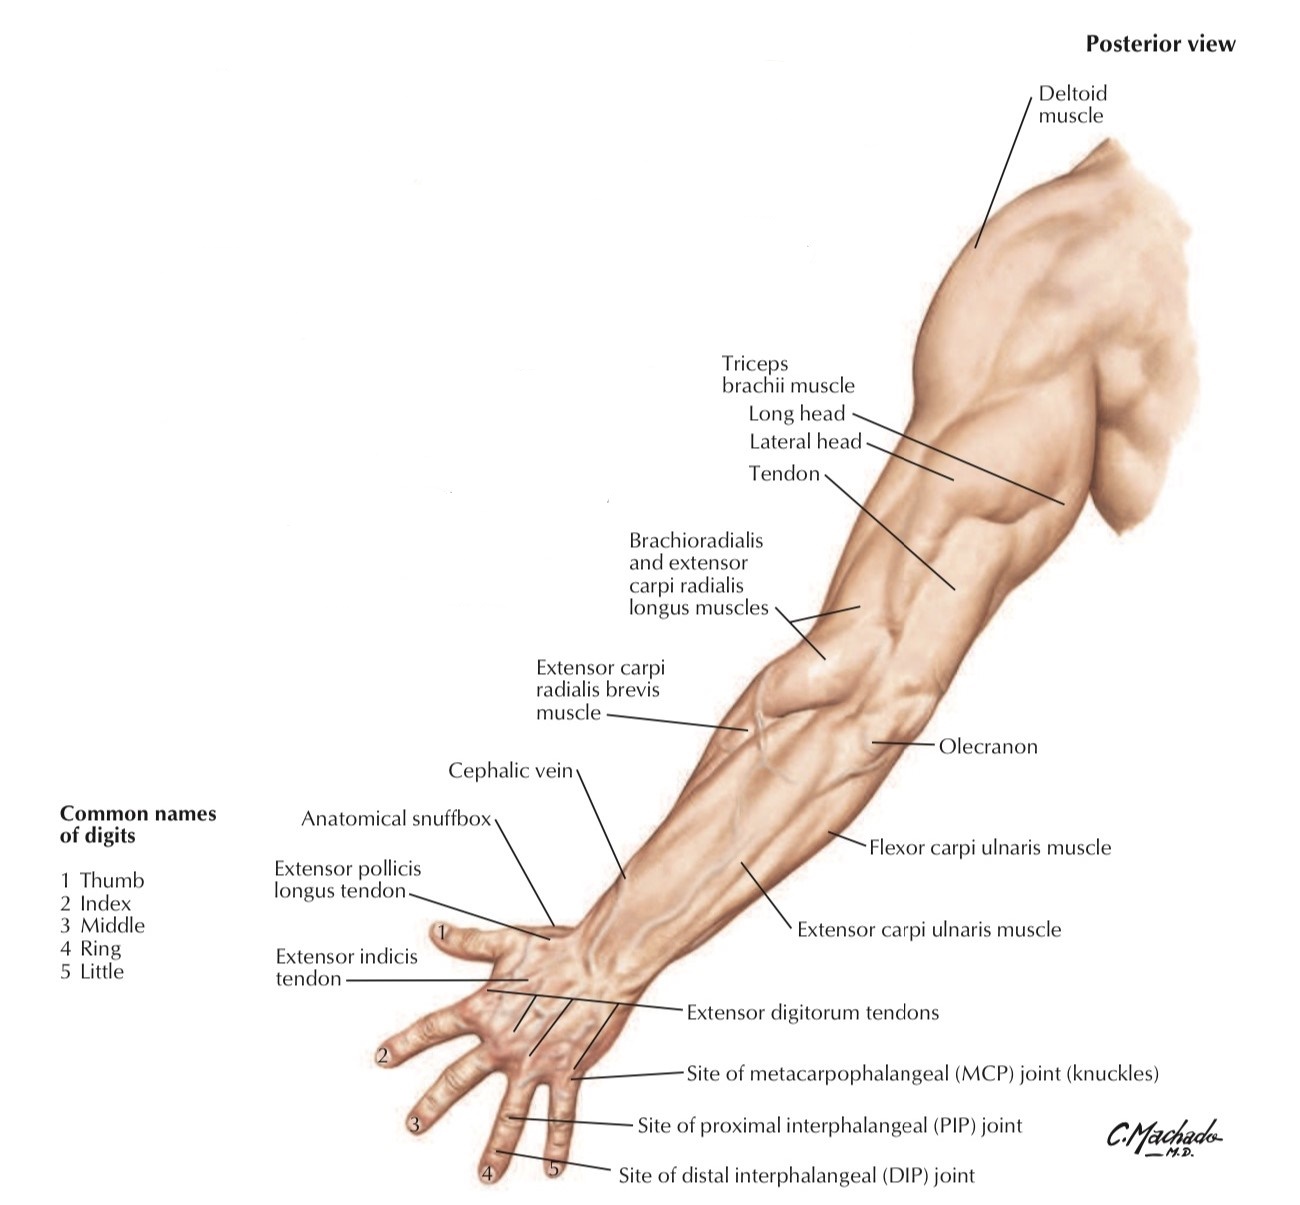 Posterior view
Deltoid
muscle
Triceps
brachii muscle
Long head
Lateral head
Tendon
Brachioradialis
and extensor
carpi radialis
longus muscles
Extensor carpi
radialis brevis
muscle
Olecranon
Cephalic vein
Anatomical snuffbox
Flexor carpi ulnaris muscle
Extensor pollicis
longus tendon
Extensor carpi ulnaris muscle
Extensor indicis
tendon
Common names
of digits
1 Thumb
2 Index
3 Middle
4 Ring
5 Little
1
2
3
4
5
Extensor digitorum tendons
Site of metacarpophalangeal (MCP) joint (knuckles)
Site of proximal interphalangeal (PIP) joint
Site of distal interphalangeal (DIP) joint
C. Machado
M.D.